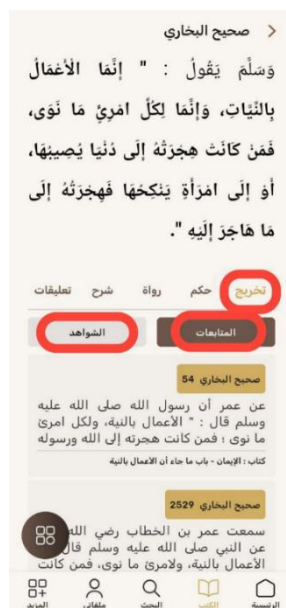 صحيح البخاري
وَسَلَّمَ يَقُولُ : " إِنَّمَا الْأَعْمَالُ
بِالنِّيَّاتِ، وَإِنَّمَا لِكُلِّ امْرِئٍ مَا نَوَى،
فَمَنْ كَانَتْ هِجْرَتُهُ إِلَى دُنْيَا يُصِيبُهَا،
أَوْ إِلَى امْرَأَةٍ يَنْكِحُهَا فَهِجْرَتُهُ إِلَى
مَا هَاجَرَ إِلَيْهِ ".
تخريج حكم رواة شرح تعليقات
المتابعات الشواهد
صحيح البخاري 54
عن عمر أن رسول الله صلى الله عليه
وسلم قال : " الأعمال بالنية، ولكل امرئ
ما نوى ؛ فمن كانت هجرته إلى الله ورسوله
كتاب : الإيمان - باب ما جاء أن الأعمال بالنية
صحيح البخاري 2529
سمعت عمر بن الخطاب رضي الله
عن النبي صلى الله عليه وسلم قال
الأعمال بالنية، ولامرئ ما نوى، فمن كانت
الرئيسية الكتب البحث ملفاتي المزيد